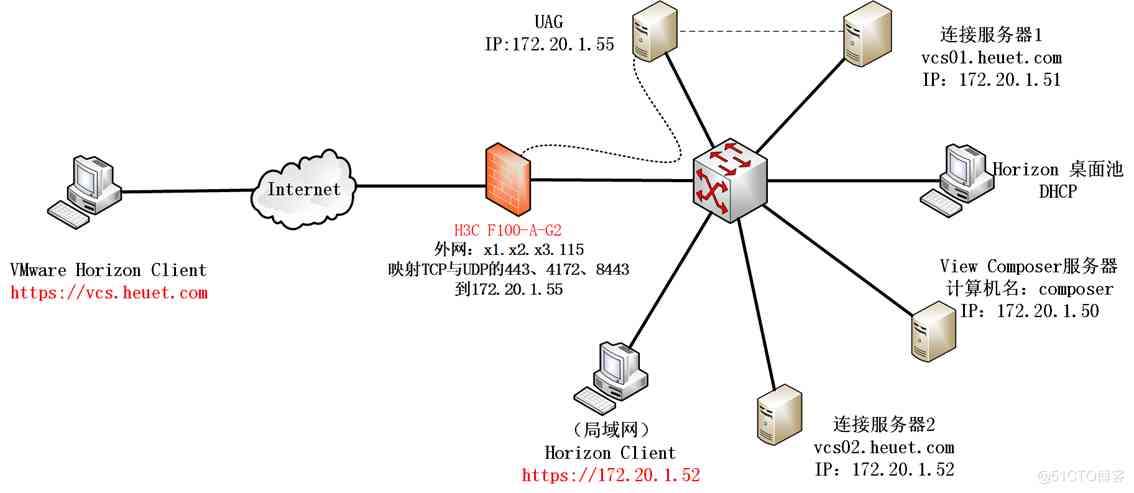 UAG
IP:172.20.1.55
连接服务器1
vcs01.heuet.com
IP：172.20.1.51
Internet
Horizon 桌面池
DHCP
H3C F100-A-G2
外网：x1.x2.x3.115
映射TCP与UDP的443、4172、8443
到172.20.1.55
VMware Horizon Client
https://vcs.heuet.com
View Composer服务器
计算机名：composer
IP：172.20.1.50
（局域网）
Horizon Client
https://172.20.1.52
连接服务器2
vcs02.heuet.com
IP：172.20.1.52
@51CTO博客